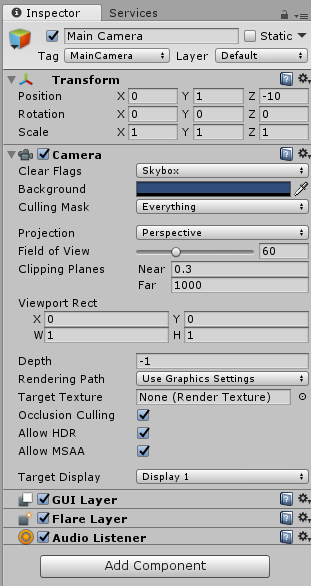 Inspector Services
Main Camera Static
Tag MainCamera Layer Default
Transform
Position X 0 Y 1 Z -10
Rotation X 0 Y 0 Z 0
Scale X 1 Y 1 Z 1
Camera
Clear Flags Skybox
Background
Culling Mask Everything
Projection Perspective
Field of View 60
Clipping Planes Near 0.3
Far 1000
Viewport Rect
X 0 Y 0
W 1 H 1
Depth -1
Rendering Path Use Graphics Settings
Target Texture None (Render Texture)
Occlusion Culling
Allow HDR
Allow MSAA
Target Display Display 1
GUI Layer
Flare Layer
Audio Listener
Add Component